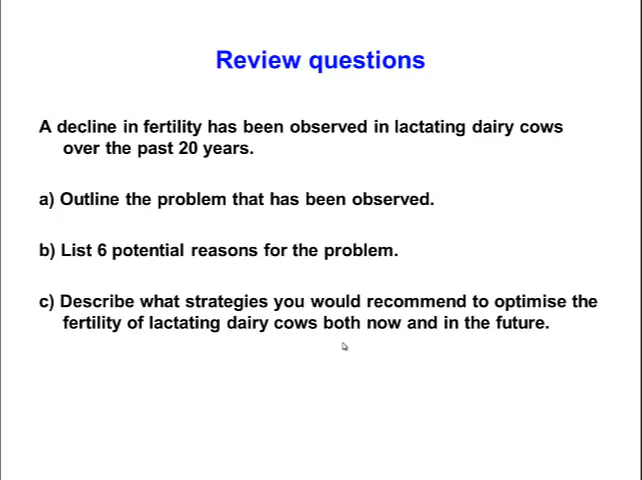 Review questions
A decline in fertility has been observed in lactating dairy cows
over the past 20 years.
a) Outline the problem that has been observed.
b) List 6 potential reasons for the problem.
c) Describe what strategies you would recommend to optimise the
fertility of lactating dairy cows both now and in the future.